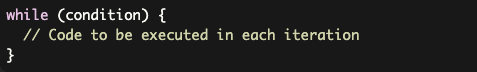 while (condition) {
  // Code to be executed in each iteration
}